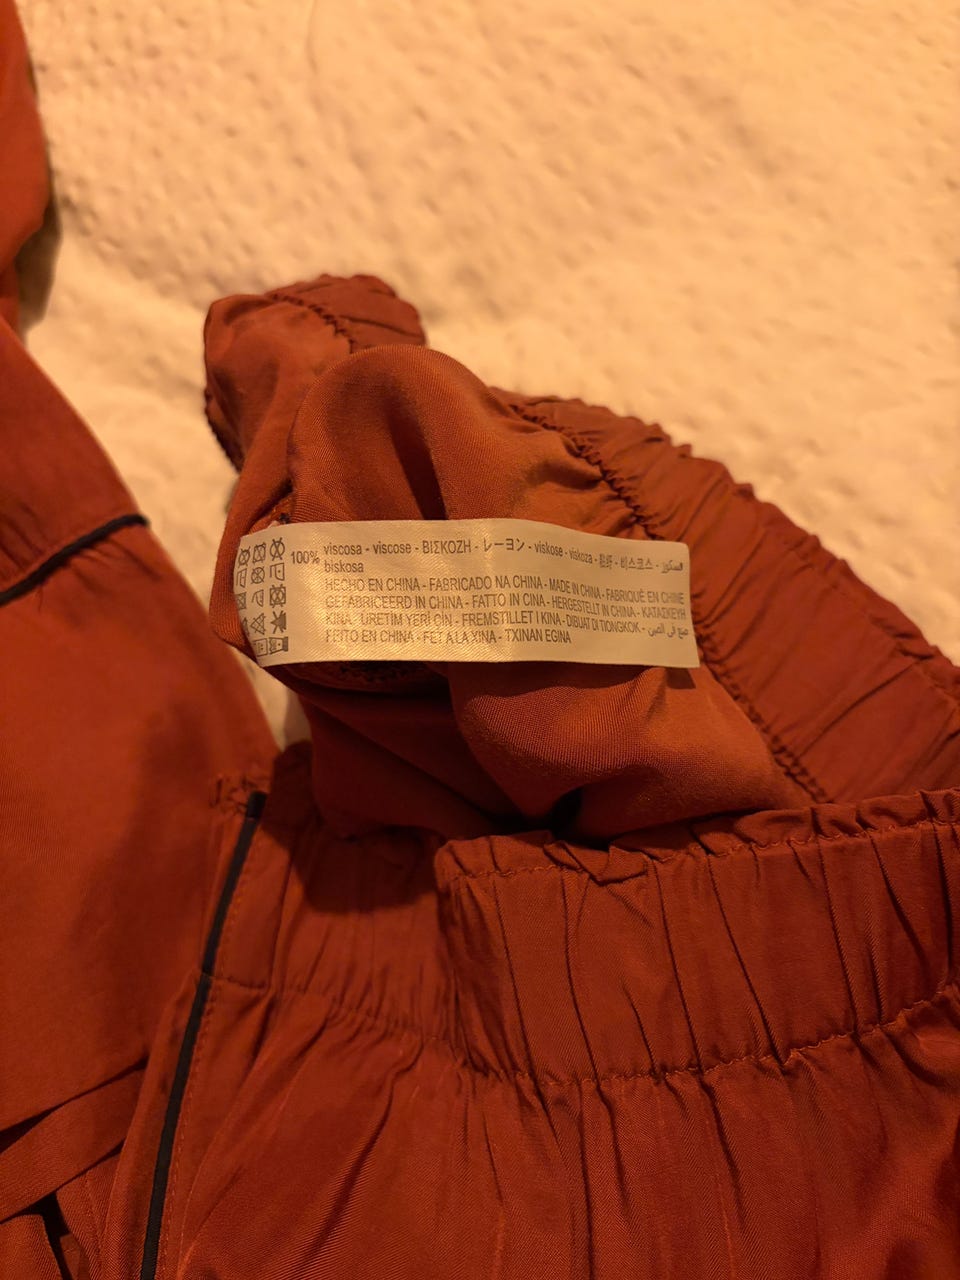 100% viscosa - viscose - ΒΙΣΚΟΖΗ - レーヨン - viskose - viskoza - 粘纤 - 비스코스 - فسكوز
biskosa
HECHO EN CHINA - FABRICADO NA CHINA - MADE IN CHINA - FABRIQUÉ EN CHINE
GEFABRICEERD IN CHINA - FATTO IN CINA - HERGESTELLT IN CHINA - ΚΑΤΑΣΚΕΥΗ
ΚΙΝΑ. ÜRETİM YERİ ÇİN - FREMSTILLET I KINA - DIBUAT DI TIONGKOK - صنع في الصين
FEITO EN CHINA - FET A LA XINA - TXINAN EGINA